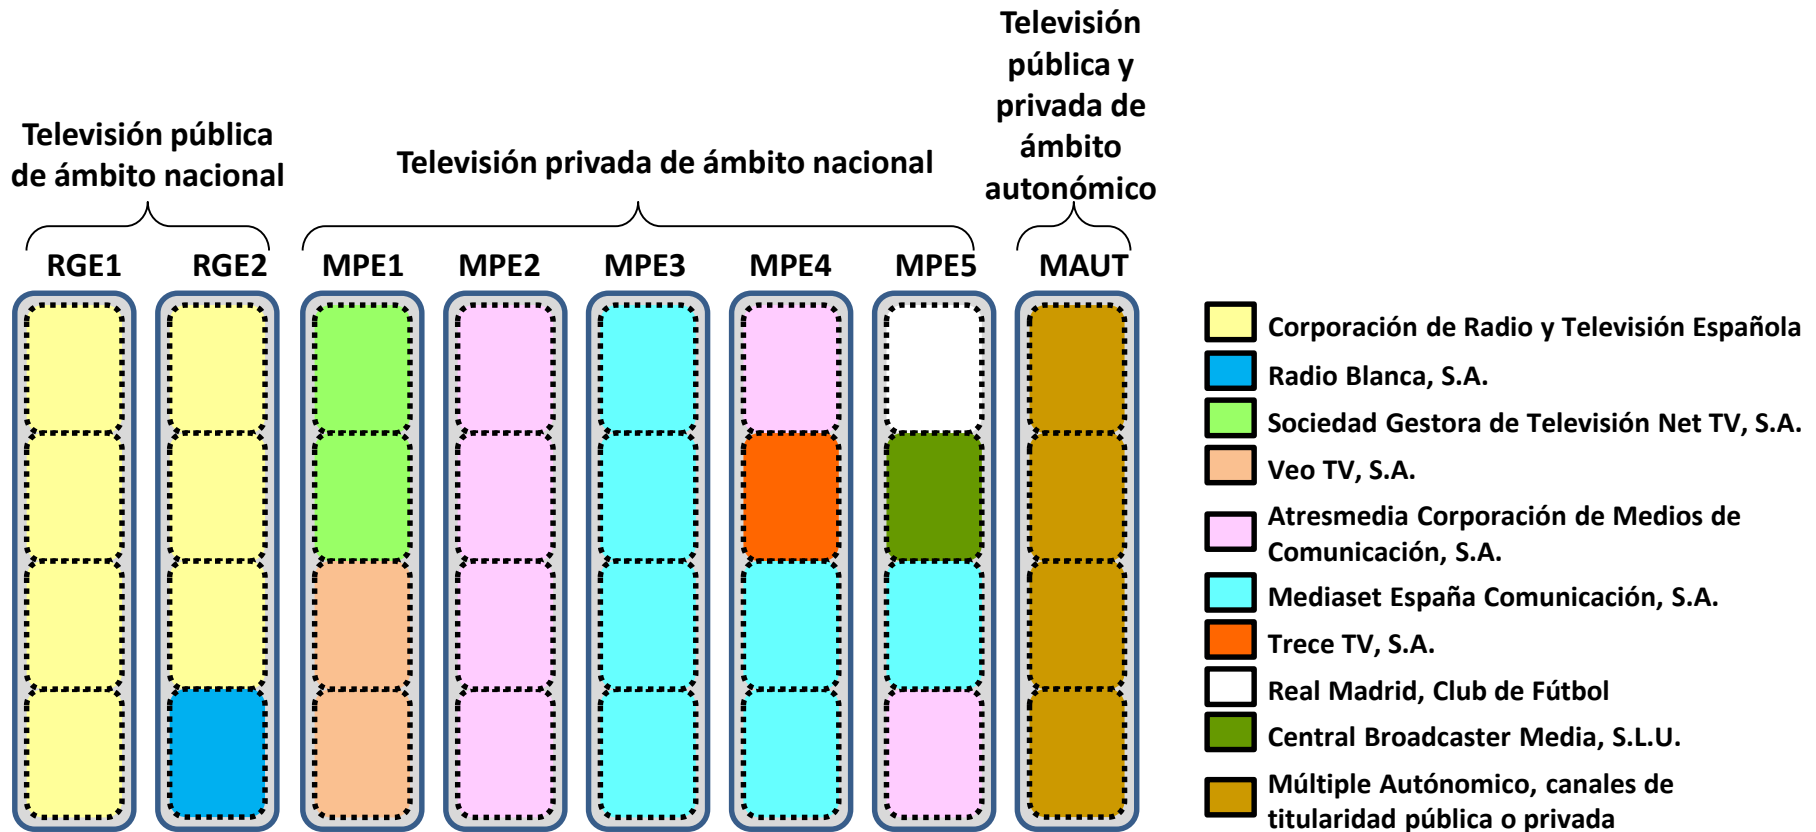 Televisión pública
de ámbito nacional
Televisión privada de ámbito nacional
Televisión
pública y
privada de
ámbito
autonómico
RGE1
RGE2
MPE1
MPE2
MPE3
MPE4
MPE5
MAUT
Corporación de Radio y Televisión Española
Radio Blanca, S.A.
Sociedad Gestora de Televisión Net TV, S.A.
Veo TV, S.A.
Atresmedia Corporación de Medios de
Comunicación, S.A.
Mediaset España Comunicación, S.A.
Trece TV, S.A.
Real Madrid, Club de Fútbol
Central Broadcaster Media, S.L.U.
Múltiple Autónomico, canales de
titularidad pública o privada